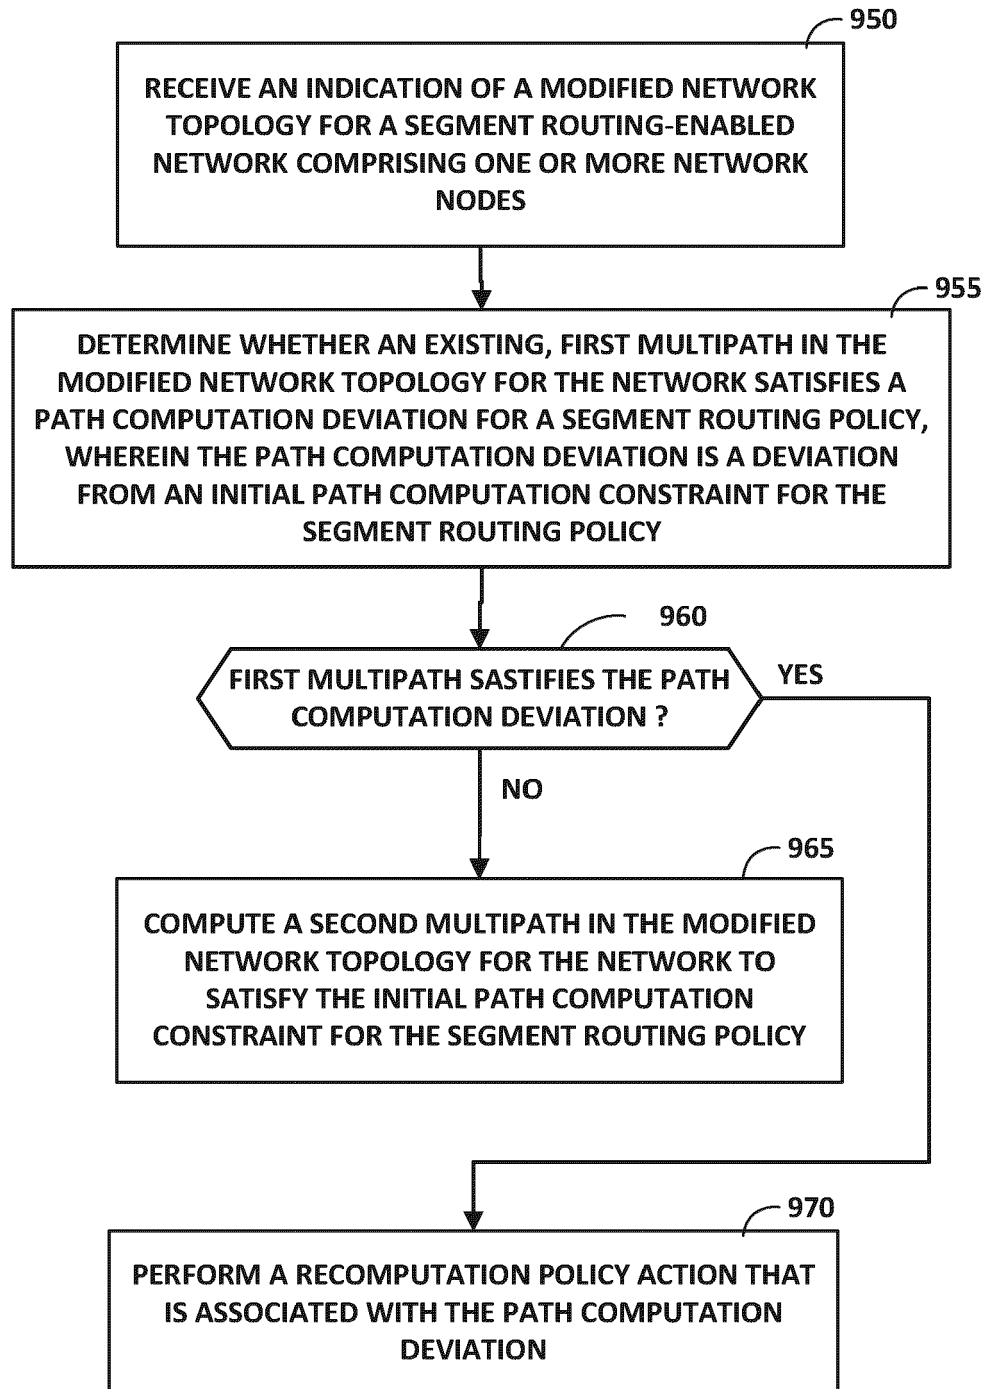 950
RECEIVE AN INDICATION OF A MODIFIED NETWORK
TOPOLOGY FOR A SEGMENT ROUTING-ENABLED
NETWORK COMPRISING ONE OR MORE NETWORK
NODES
955
DETERMINE WHETHER AN EXISTING, FIRST MULTIPATH IN THE
MODIFIED NETWORK TOPOLOGY FOR THE NETWORK SATISFIES A
PATH COMPUTATION DEVIATION FOR A SEGMENT ROUTING POLICY,
WHEREIN THE PATH COMPUTATION DEVIATION IS A DEVIATION
FROM AN INITIAL PATH COMPUTATION CONSTRAINT FOR THE
SEGMENT ROUTING POLICY
960
FIRST MULTIPATH SASTIFIES THE PATH
COMPUTATION DEVIATION ?
YES
NO
965
COMPUTE A SECOND MULTIPATH IN THE MODIFIED
NETWORK TOPOLOGY FOR THE NETWORK TO
SATISFY THE INITIAL PATH COMPUTATION
CONSTRAINT FOR THE SEGMENT ROUTING POLICY
970
PERFORM A RECOMPUTATION POLICY ACTION THAT
IS ASSOCIATED WITH THE PATH COMPUTATION
DEVIATION